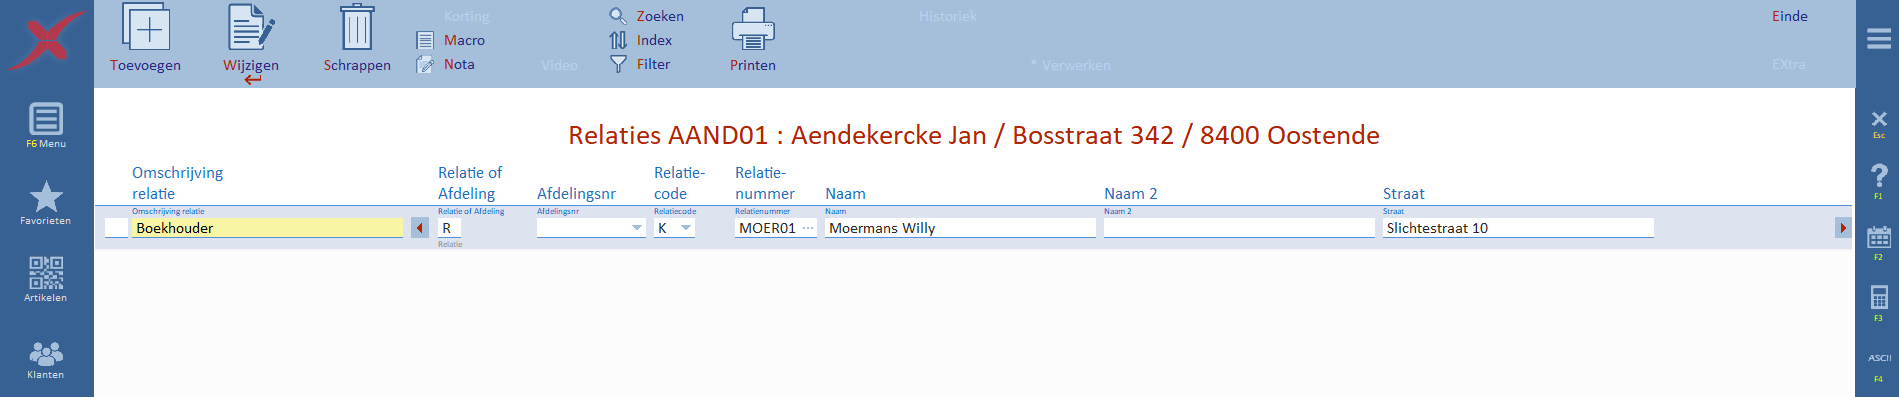 Toevoegen
Wijzigen
Schrappen
Korting
Macro
Nota
Video
Zoeken
Index
Filter
Printen
Historiek
* Verwerken
Einde
EXtra
F6 Menu
Favorieten
Artikelen
Klanten
Relaties AAND01 : Aendekercke Jan / Bosstraat 342 / 8400 Oostende
Omschrijving relatie
Relatie of Afdeling
Afdelingsnr
Relatie-code
Relatie-nummer
Naam
Naam 2
Straat
Omschrijving relatie Relatie of Afdeling Afdelingsnr Relatiecode Relatienummer Naam Naam 2 Straat
Boekhouder R K MOER01 ... Moermans Willy Slichtestraat 10
Relatie
Esc
?
F1
F2
F3
ASCII
F4